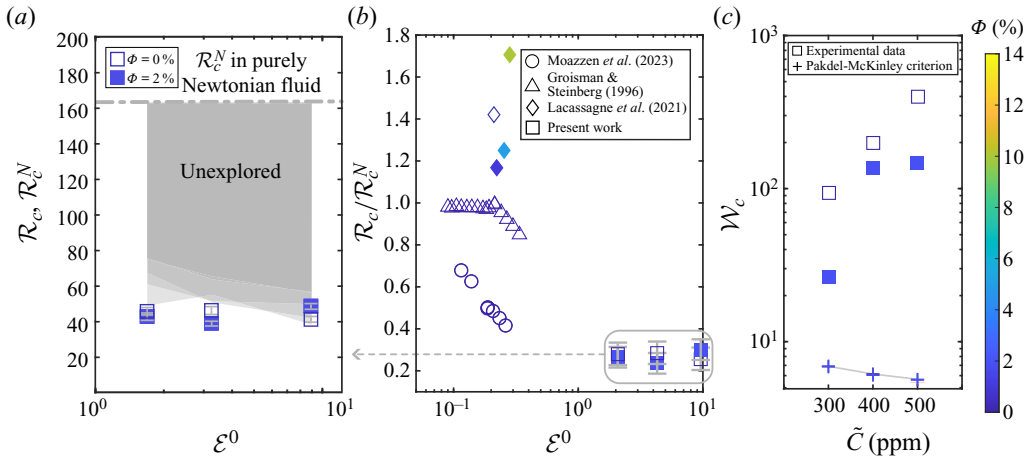 (a)
200
180
160
140
120
100
80
60
40
20
Φ = 0 %
Φ = 2 %
ℛ_c^N in purely
Newtonian fluid
Unexplored
ℛ_c, ℛ_c^N
10^0
10^1
ℰ^0
(b)
1.8
1.6
1.4
1.2
1.0
0.8
0.6
0.4
0.2
Moazzen et al. (2023)
Groisman &
Steinberg (1996)
Lacassagne et al. (2021)
Present work
ℛ_c/ℛ_c^N
10^−1
10^0
10^1
ℰ^0
(c)
10^3
10^2
10^1
Experimental data
Pakdel-McKinley criterion
𝒲_c
300 400 500
C̃ (ppm)
Φ (%)
14
12
10
8
6
4
2
0